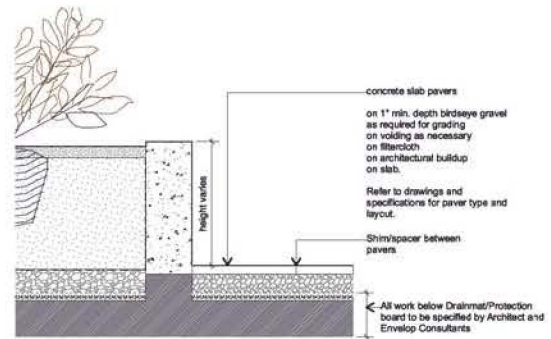 concrete slab pavers
on 1" min. depth birdseye gravel
as required for grading
on voiding as necessary
on filtercloth
on architectural buildup
on slab.
Refer to drawings and
specifications for paver type and
layout.
height varies
Shim/spacer between
pavers
All work below Drainmat/Protection
board to be specified by Architect and
Envelop Consultants